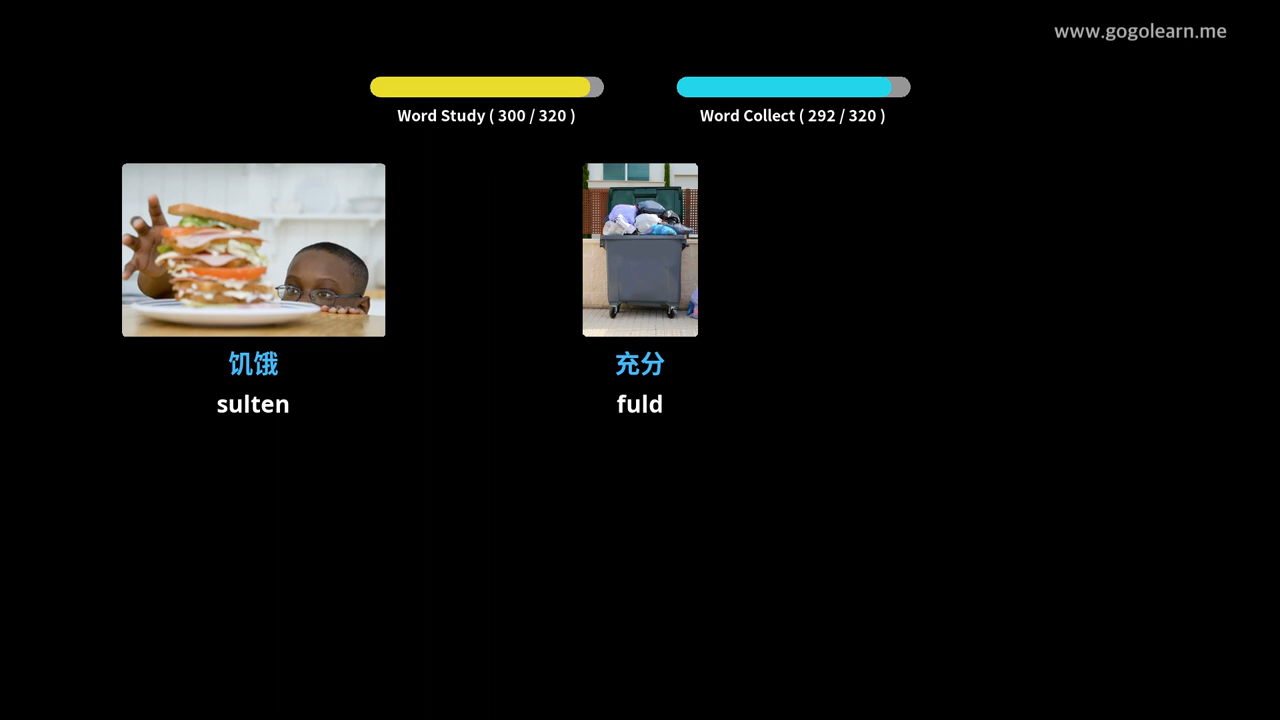 www.gogolearn.me
Word Study ( 300 / 320 )
Word Collect ( 292 / 320 )
饥饿
sulten
充分
fuld